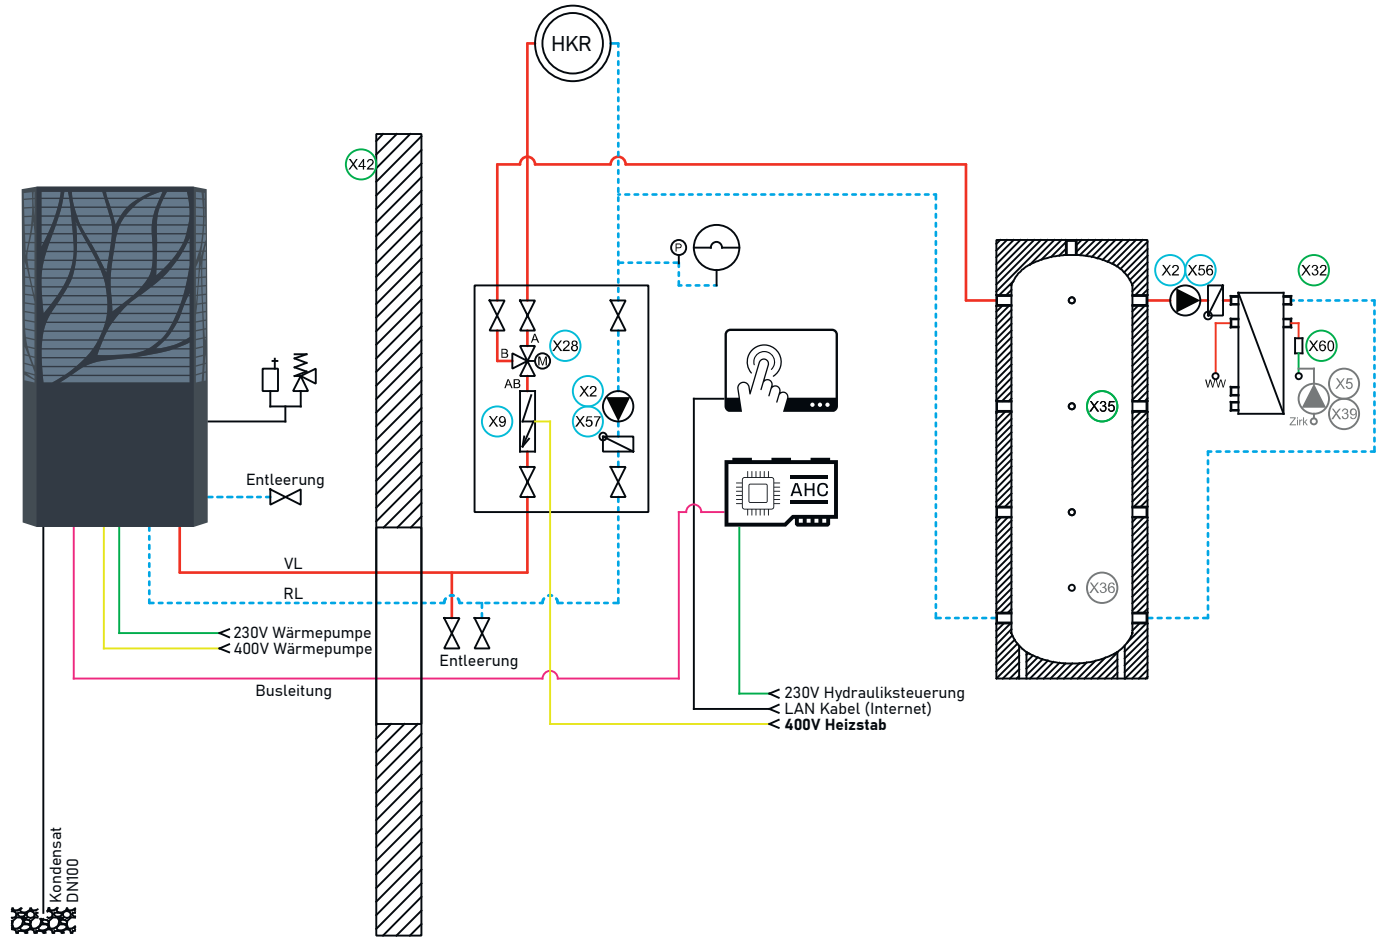 HKR
X42
P
X2
X56
X32
A
B
M
X28
AB
X60
WW
X2
X57
X9
X35
X5
X39
Zirk
Entleerung
AHC
VL
RL
X36
230V Wärmepumpe
400V Wärmepumpe
Entleerung
Busleitung
230V Hydrauliksteuerung
LAN Kabel (Internet)
400V Heizstab
Kondensat
DN100